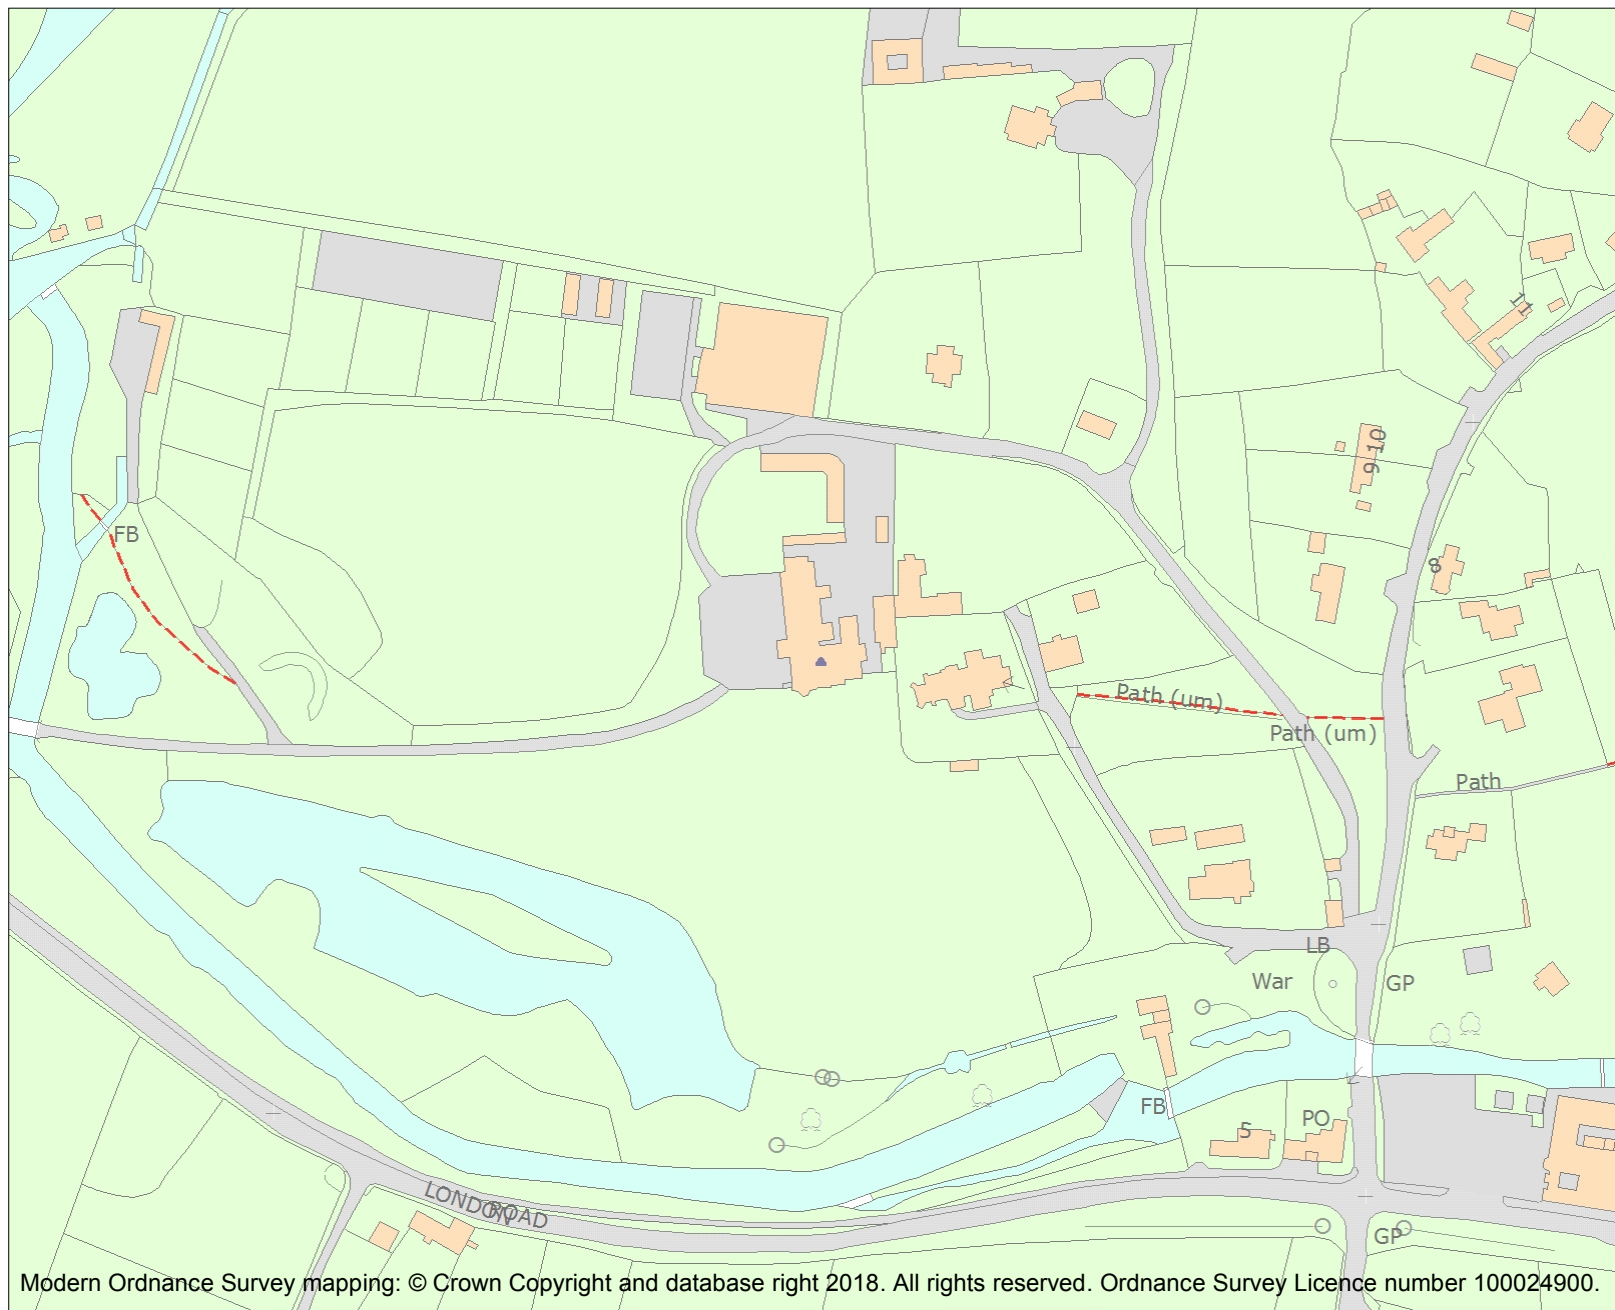 11
9 10
FB
8
Path (um)
Path (um)
Path
LB
War
GP
FB
PO
5
LONDON ROAD
GP
Modern Ordnance Survey mapping: © Crown Copyright and database right 2018. All rights reserved. Ordnance Survey Licence number 100024900.